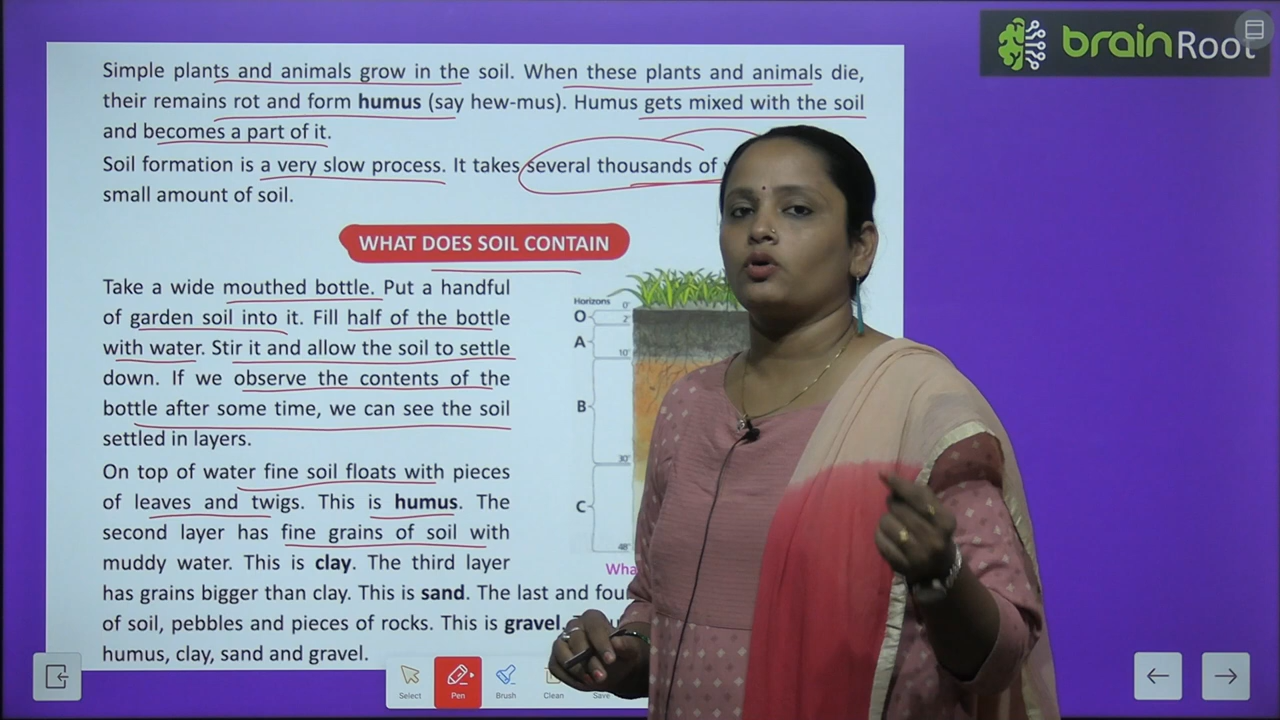 brainRoot
Simple plants and animals grow in the soil. When these plants and animals die,
their remains rot and form humus (say hew-mus). Humus gets mixed with the soil
and becomes a part of it.
Soil formation is a very slow process. It takes several thousands of
small amount of soil.
WHAT DOES SOIL CONTAIN
Take a wide mouthed bottle. Put a handful
of garden soil into it. Fill half of the bottle
with water. Stir it and allow the soil to settle
down. If we observe the contents of the
bottle after some time, we can see the soil
settled in layers.
On top of water fine soil floats with pieces
of leaves and twigs. This is humus. The
second layer has fine grains of soil with
muddy water. This is clay. The third layer
has grains bigger than clay. This is sand. The last and
of soil, pebbles and pieces of rocks. This is gravel.
humus, clay, sand and gravel.
Horizons
0"
O
2"
A
10"
B
30"
C
48"
Select
Pen
Brush
Clean
Save